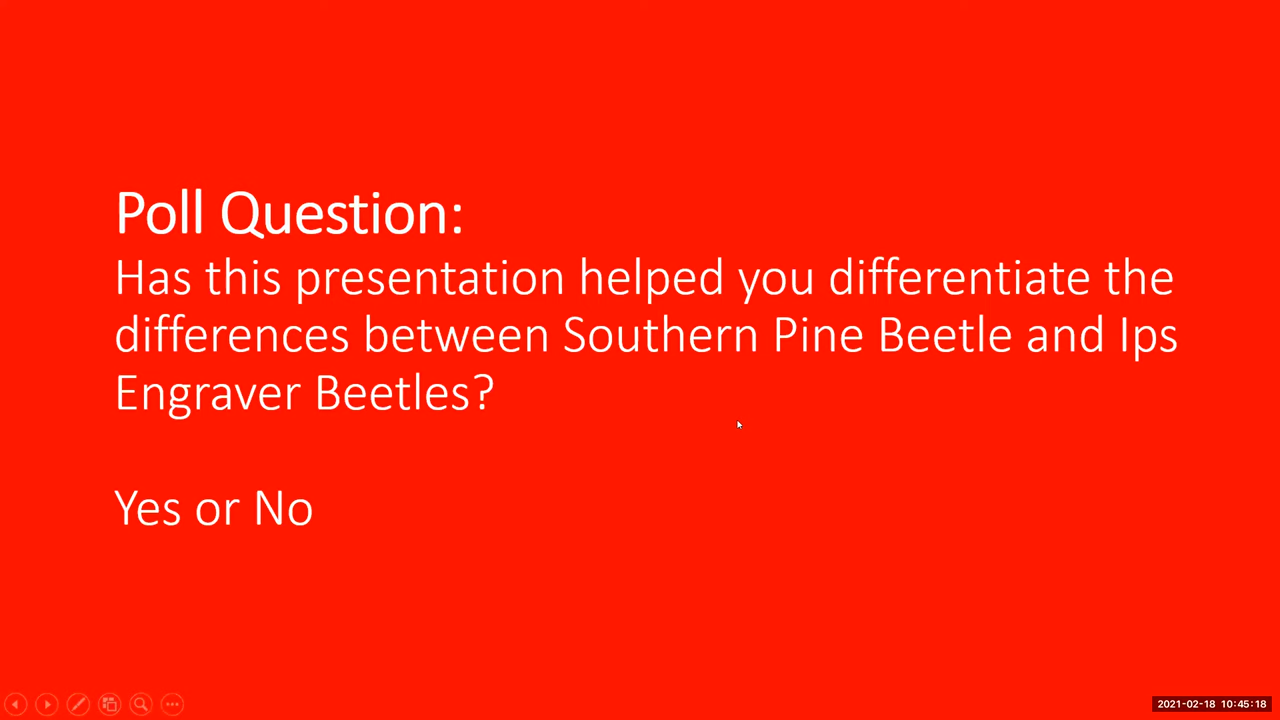 Poll Question:
Has this presentation helped you differentiate the
differences between Southern Pine Beetle and Ips
Engraver Beetles?
Yes or No
2021-02-18 10:45:18